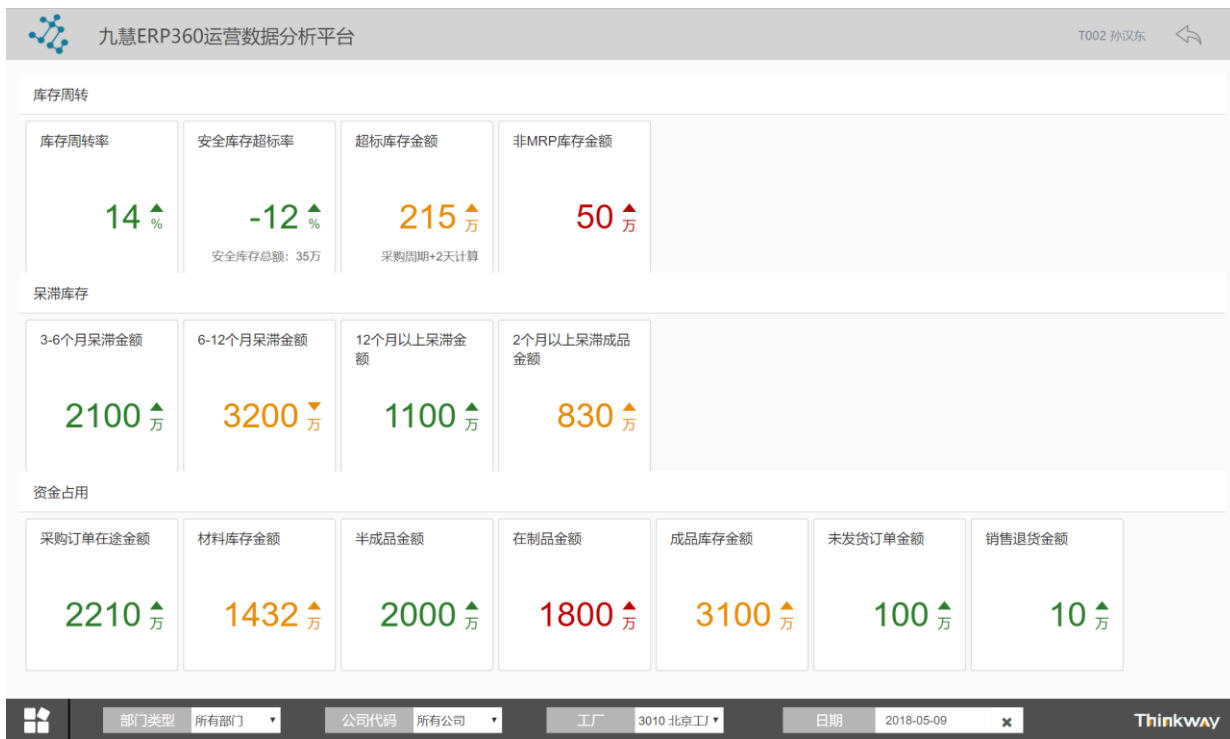 九慧ERP360运营数据分析平台
T002 孙汉东
库存周转
库存周转率
安全库存超标率
超标库存金额
非MRP库存金额
14 %
-12 %
215 万
50 万
安全库存总额：35万
采购周期+2天计算
呆滞库存
3-6个月呆滞金额
6-12个月呆滞金额
12个月以上呆滞金
额
2个月以上呆滞成品
金额
2100 万
3200 万
1100 万
830 万
资金占用
采购订单在途金额
材料库存金额
半成品金额
在制品金额
成品库存金额
未发货订单金额
销售退货金额
2210 万
1432 万
2000 万
1800 万
3100 万
100 万
10 万
部门类型 所有部门
公司代码 所有公司
工厂 3010 北京工厂
日期 2018-05-09
Thinkway